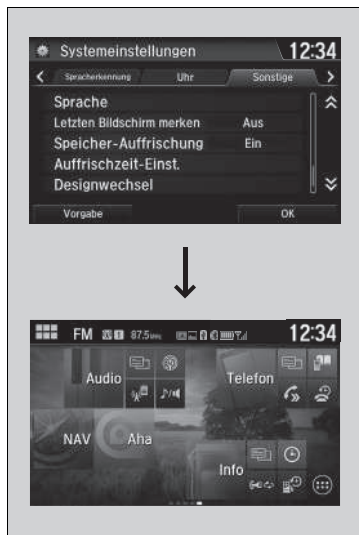 Systemeinstellungen 12:34
Spracherkennung Uhr Sonstige
Sprache
Letzten Bildschirm merken Aus
Speicher-Auffrischung Ein
Auffrischzeit-Einst.
Designwechsel
Vorgabe OK
FM 87.5 12:34
Audio Telefon
NAV Aha
Info